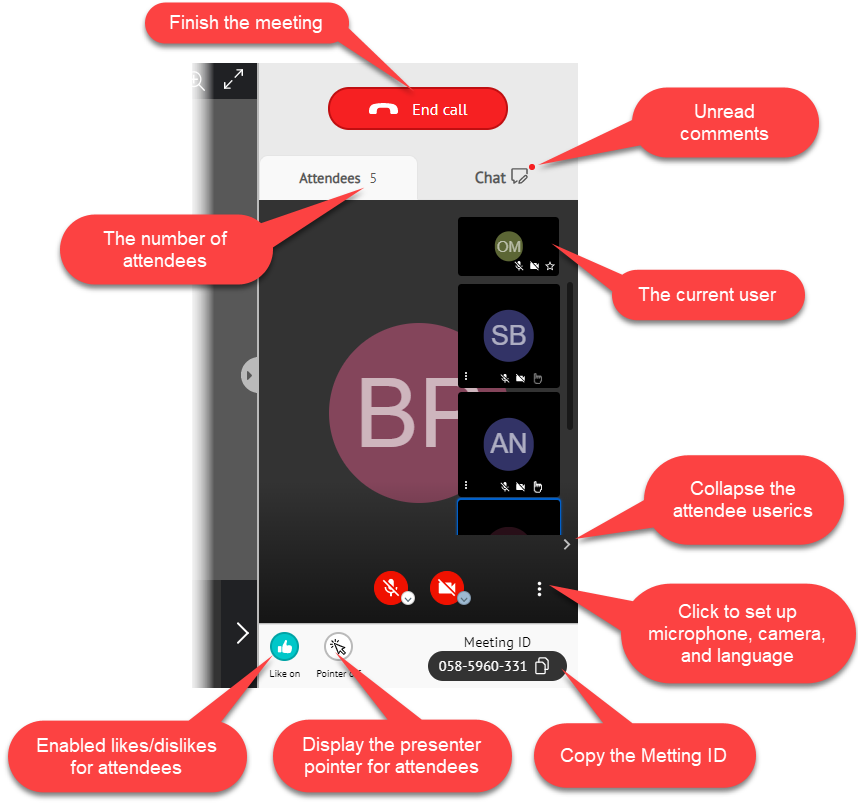 Finish the meeting
End call
Unread
comments
Attendees 5
Chat
The number of
attendees
OM
The current user
SB
BP
AN
Collapse the
attendee userics
Click to set up
microphone, camera,
and language
Meeting ID
058-5960-331
Like on
Pointer
Enabled likes/dislikes
for attendees
Display the presenter
pointer for attendees
Copy the Metting ID